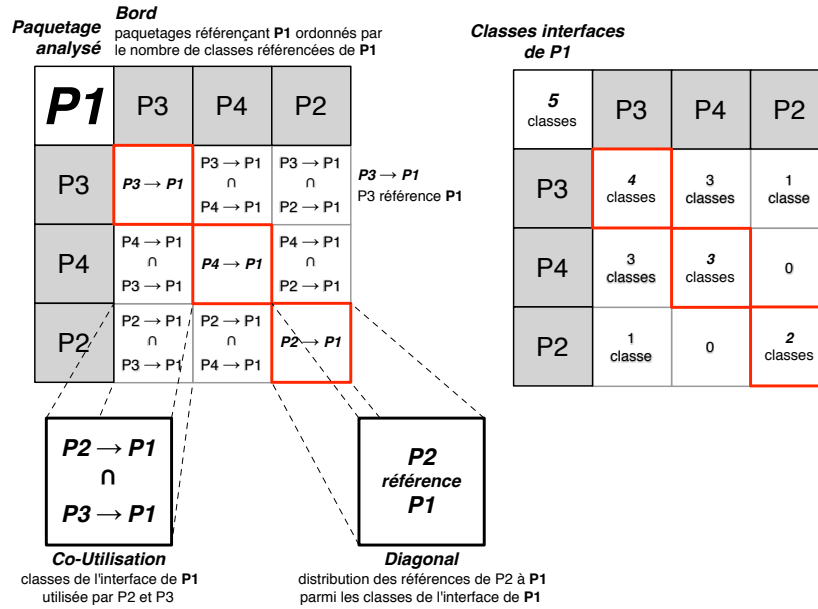 Paquetage
analysé
Bord
paquetages référençant P1 ordonnés par
le nombre de classes référencées de P1
P1 P3 P4 P2
P3
P3 → P1
P3 → P1
∩
P4 → P1
P3 → P1
∩
P2 → P1
P3 → P1
P3 référence P1
P4
P4 → P1
∩
P3 → P1
P4 → P1
P4 → P1
∩
P2 → P1
P2
P2 → P1
∩
P3 → P1
P2 → P1
∩
P4 → P1
P2 → P1
P2 → P1
∩
P3 → P1
Co-Utilisation
classes de l'interface de P1
utilisée par P2 et P3
P2
référence
P1
Diagonal
distribution des références de P2 à P1
parmi les classes de l'interface de P1
Classes interfaces
de P1
5
classes
P3 P4 P2
P3
4
classes
3
classes
1
classe
P4
3
classes
3
classes
0
P2
1
classe
0
2
classes